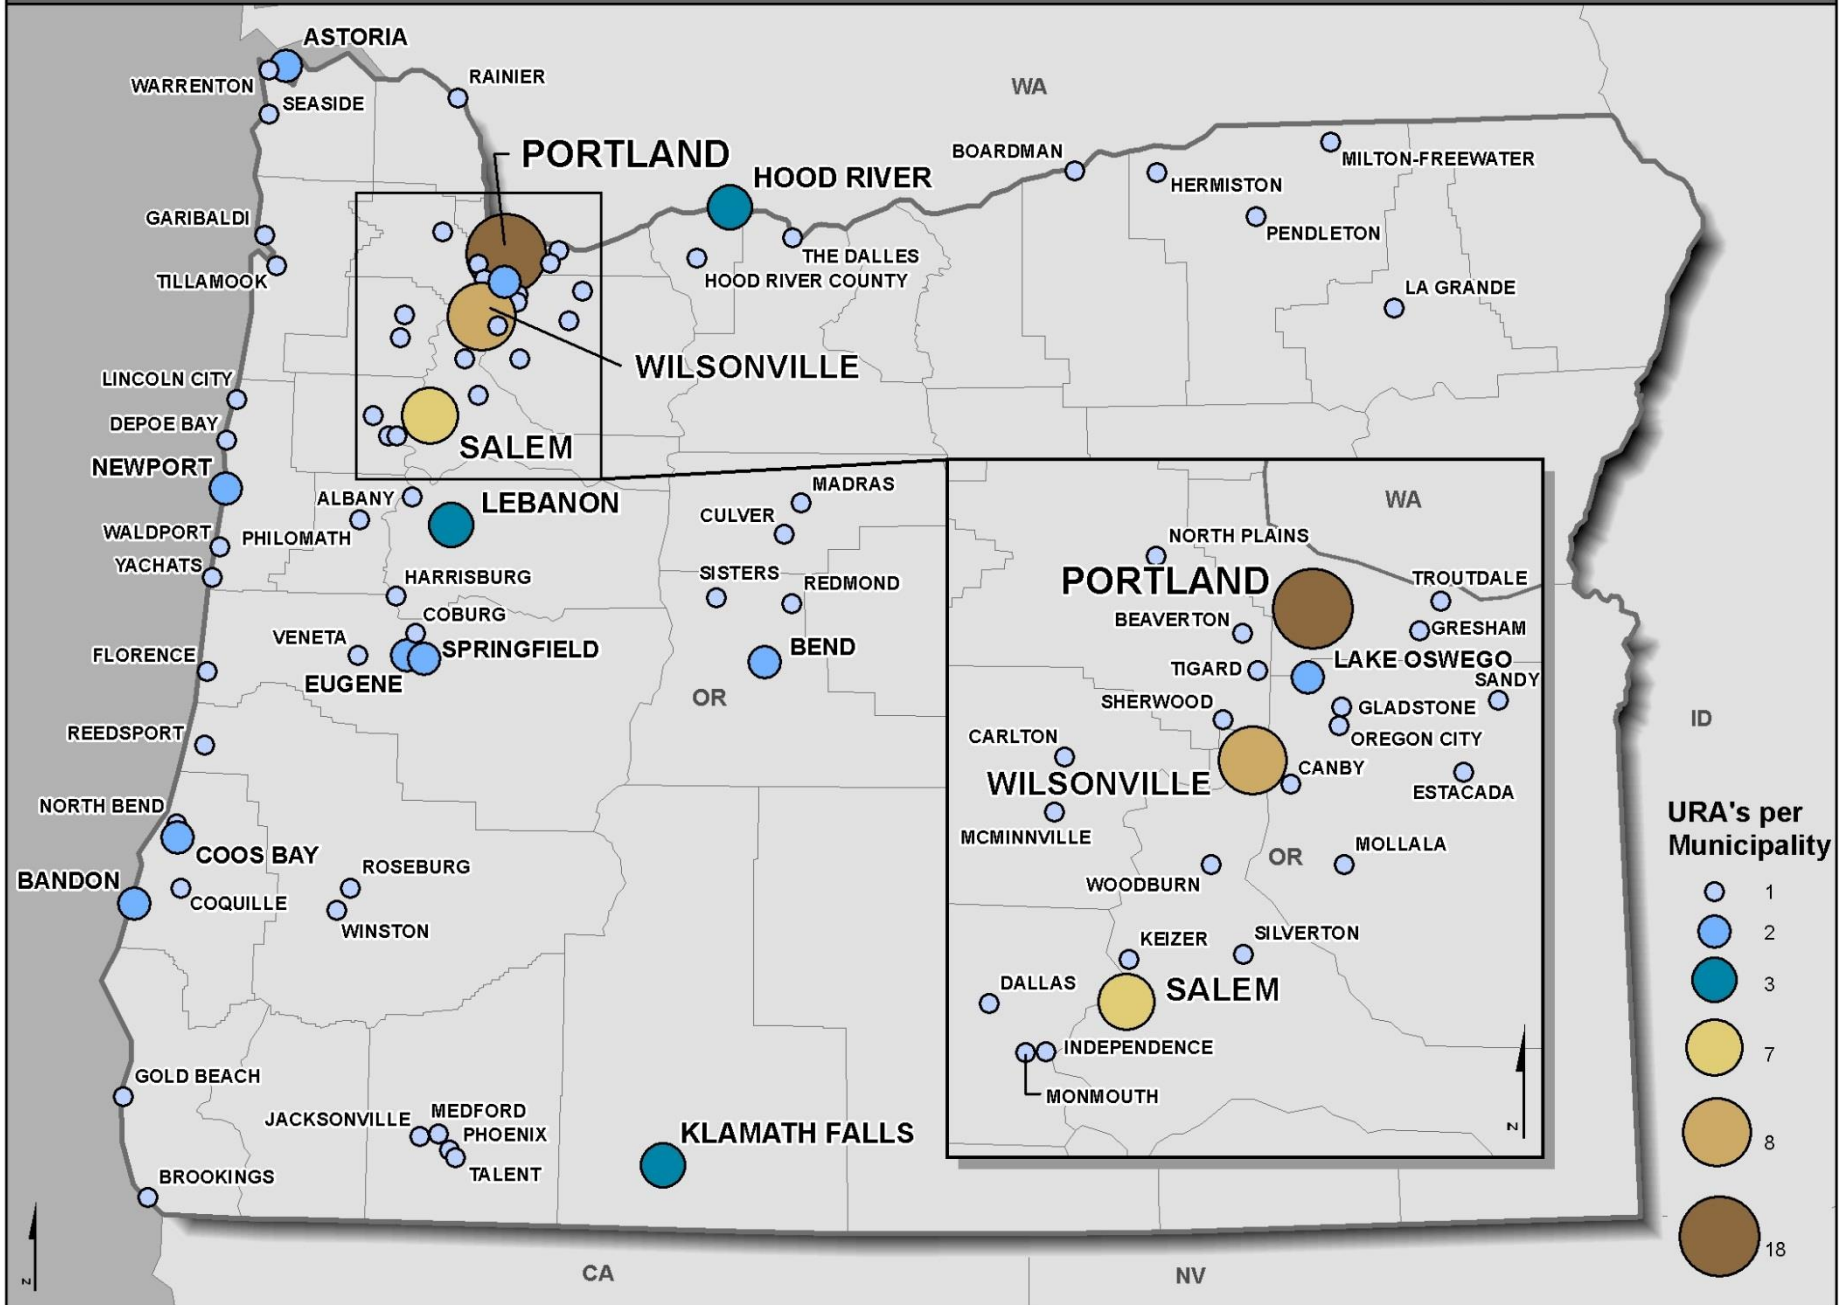 ASTORIA
WARRENTON
SEASIDE
RAINIER
WA
PORTLAND
BOARDMAN
MILTON-FREEWATER
HERMISTON
HOOD RIVER
GARIBALDI
PENDLETON
THE DALLES
TILLAMOOK
HOOD RIVER COUNTY
LA GRANDE
WILSONVILLE
LINCOLN CITY
DEPOE BAY
SALEM
NEWPORT
ALBANY
LEBANON
MADRAS
CULVER
WALDPORT
PHILOMATH
YACHATS
HARRISBURG
SISTERS
REDMOND
COBURG
VENETA
SPRINGFIELD
BEND
FLORENCE
EUGENE
OR
REEDSPORT
NORTH BEND
COOS BAY
ROSEBURG
BANDON
COQUILLE
WINSTON
GOLD BEACH
JACKSONVILLE
MEDFORD
PHOENIX
TALENT
KLAMATH FALLS
BROOKINGS
N
CA
NV
ID
WA
NORTH PLAINS
PORTLAND
TROUTDALE
BEAVERTON
GRESHAM
TIGARD
LAKE OSWEGO
SANDY
SHERWOOD
GLADSTONE
OREGON CITY
CARLTON
WILSONVILLE
CANBY
ESTACADA
MCMINNVILLE
OR
MOLLALA
WOODBURN
KEIZER
SILVERTON
DALLAS
SALEM
INDEPENDENCE
MONMOUTH
N
URA's per
Municipality
1
2
3
7
8
18